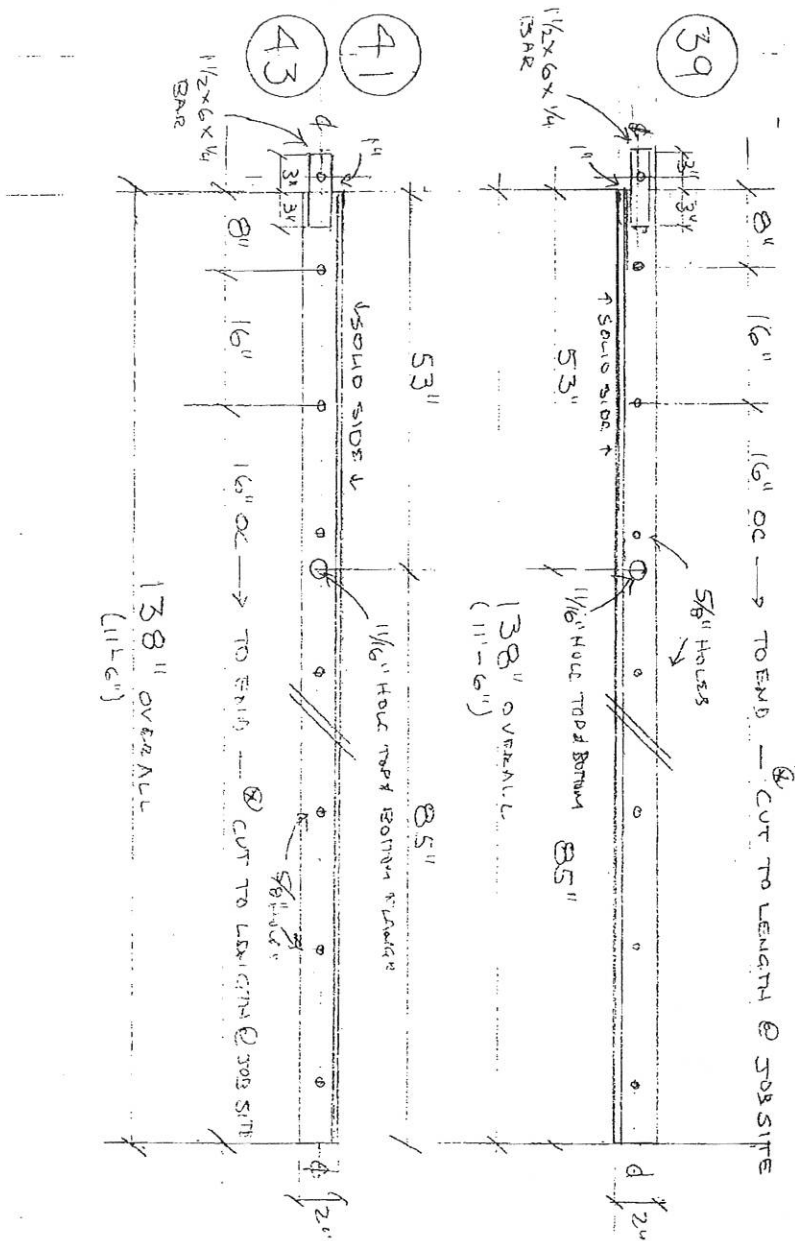 39
8"
16"
16" OC → TO END — ⊛ CUT TO LENGTH @ JOBSITE
1 1/2 x 6 x 1/4
BAR
3" 3"
5/8" HOLES
1"
↑ SOLID SIDE ↑
2"
53"
11/16" HOLE TOP & BOTTOM
85"
138" OVERALL
(11'-6")
41
43
53"
85"
1"
↓ SOLID SIDE ↓
11/16" HOLE TOP & BOTTOM FLANGE
1 1/2 x 6 x 1/4
BAR
3" 3"
2"
5/8" HOLES
8"
16"
16" OC → TO END — ⊛ CUT TO LENGTH @ JOB SITE
138" OVERALL
(11'-6")